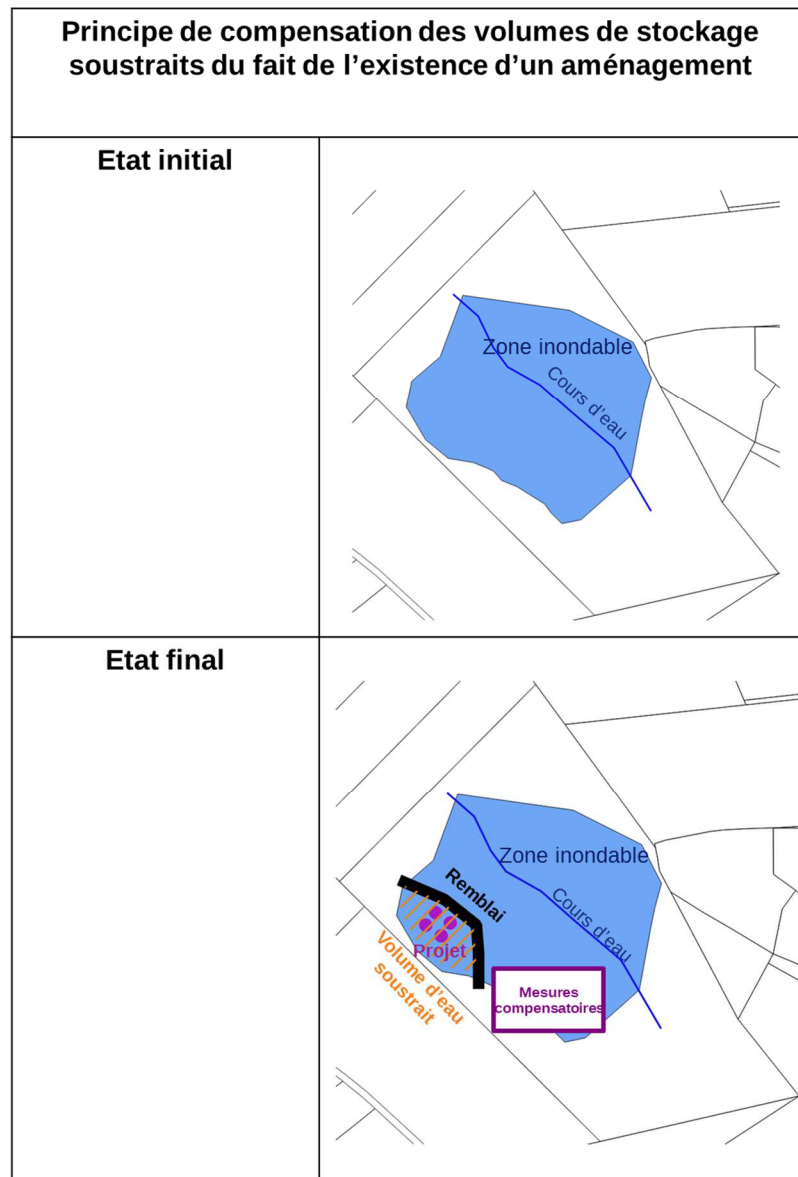 Principe de compensation des volumes de stockage
soustraits du fait de l'existence d'un aménagement
Etat initial
Zone inondable
Cours d'eau
Etat final
Zone inondable
Remblai
Cours d'eau
Projet
Volume d'eau
soustrait
Mesures
compensatoires